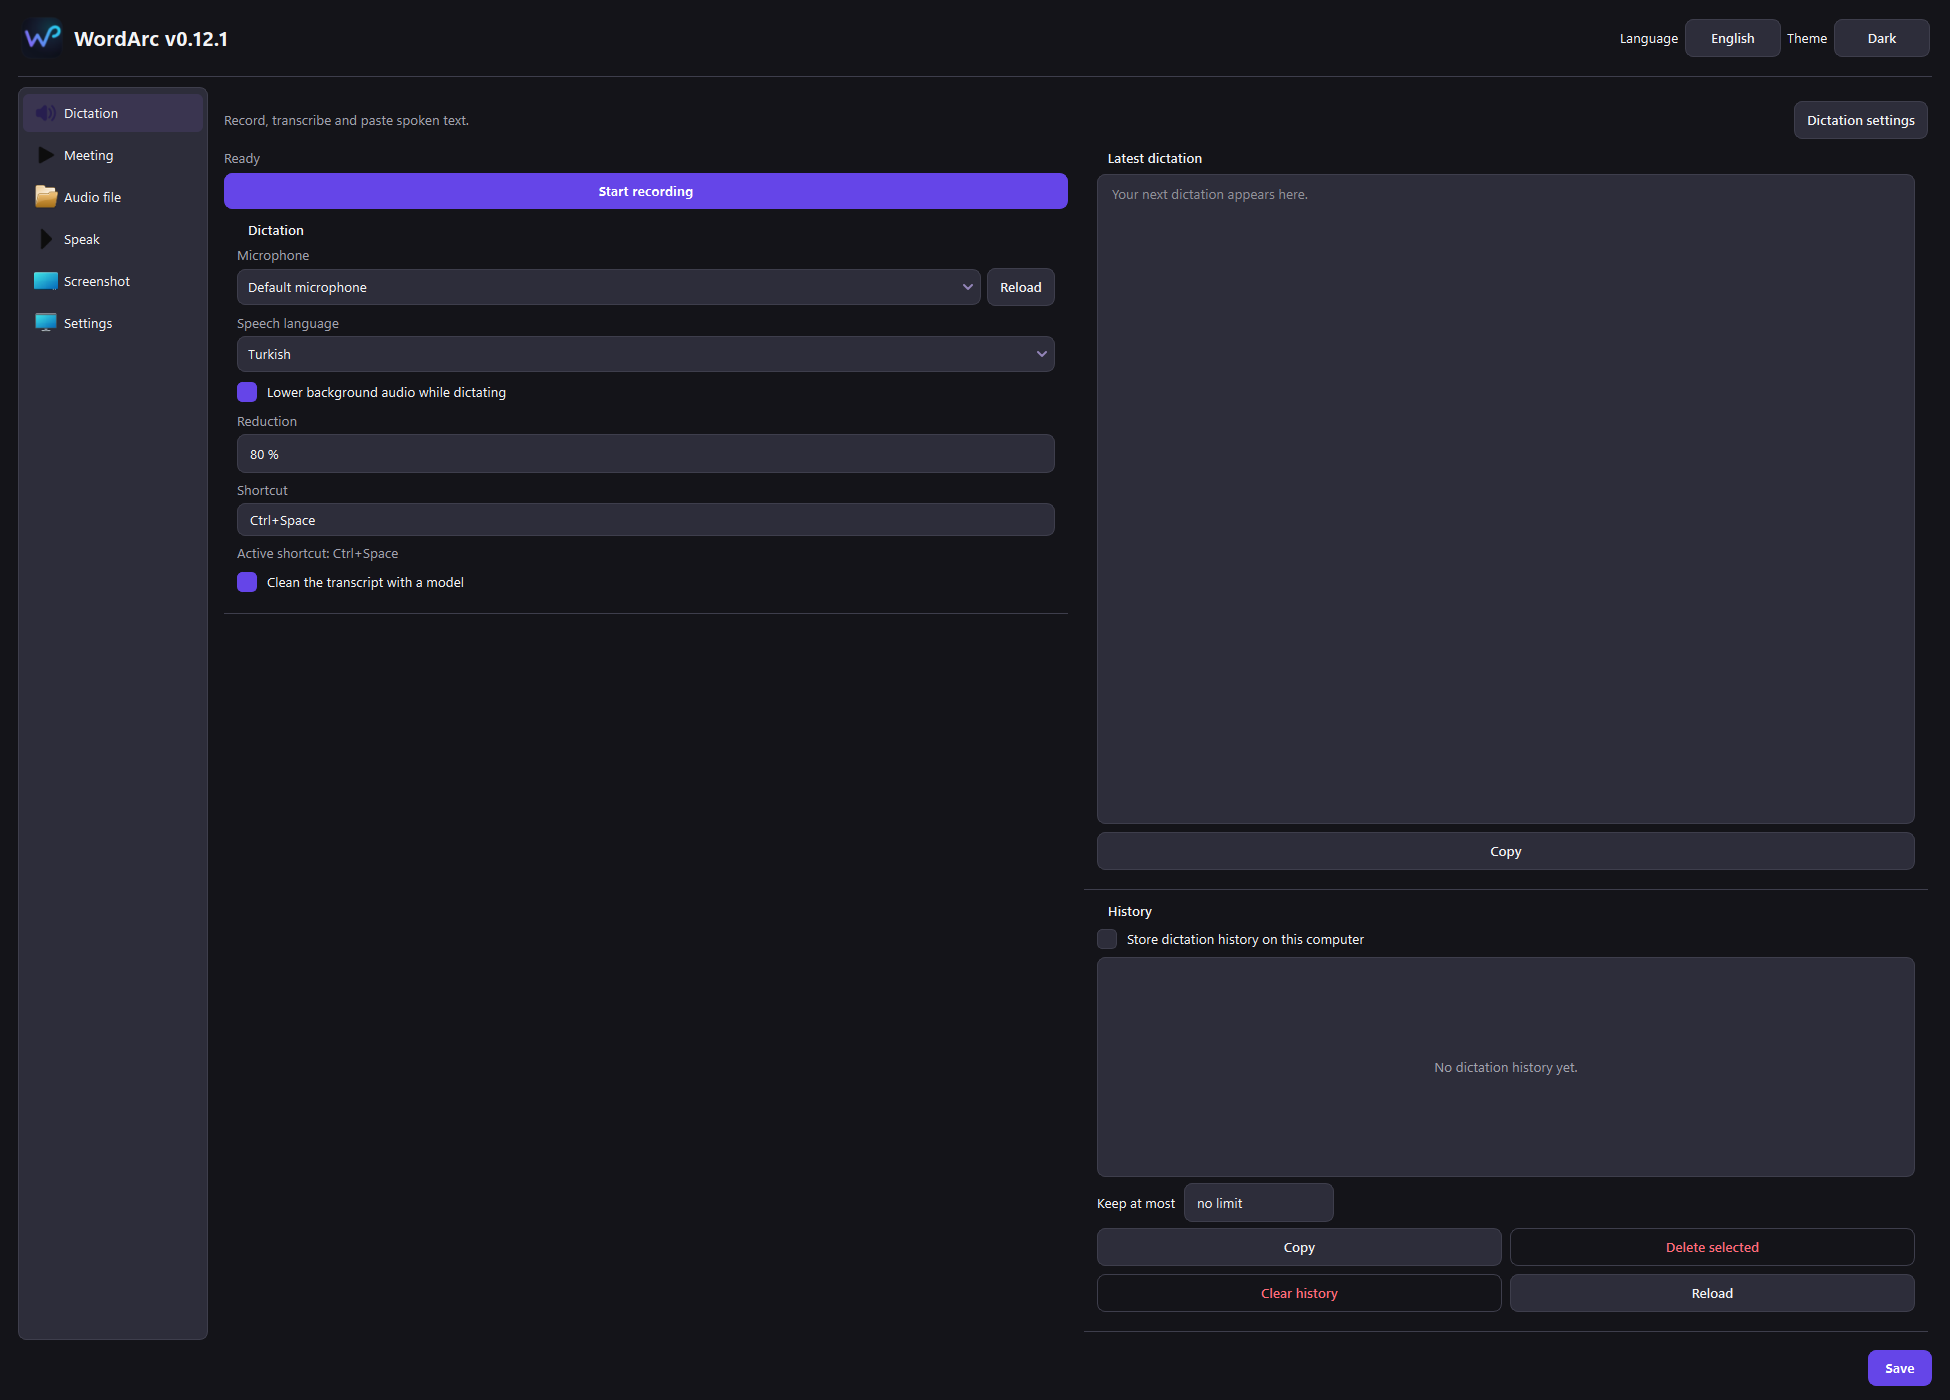 WordArc v0.12.1
Language
English
Theme
Dark
Dictation
Meeting
Audio file
Speak
Screenshot
Settings
Record, transcribe and paste spoken text.
Dictation settings
Ready
Start recording
Dictation
Microphone
Default microphone
Reload
Speech language
Turkish
Lower background audio while dictating
Reduction
80 %
Shortcut
Ctrl+Space
Active shortcut: Ctrl+Space
Clean the transcript with a model
Latest dictation
Your next dictation appears here.
Copy
History
Store dictation history on this computer
No dictation history yet.
Keep at most
no limit
Copy
Delete selected
Clear history
Reload
Save